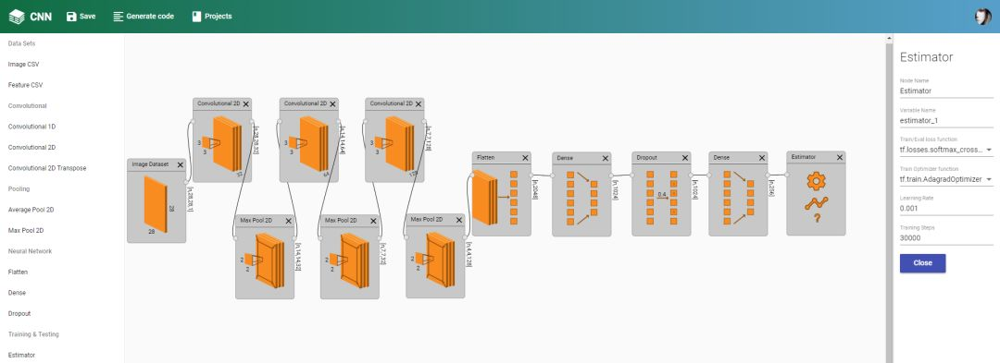 CNN
Save
Generate code
Projects
Data Sets
Image CSV
Feature CSV
Convolutional
Convolutional 1D
Convolutional 2D
Convolutional 2D Transpose
Pooling
Average Pool 2D
Max Pool 2D
Neural Network
Flatten
Dense
Dropout
Training & Testing
Estimator
Image Dataset
28
28
[n,28,28,1]
Convolutional 2D
3
3
32
[n,28,28,32]
Max Pool 2D
2
2
[n,14,14,32]
Convolutional 2D
3
3
64
[n,14,14,64]
Max Pool 2D
2
2
[n,7,7,32]
Convolutional 2D
3
3
128
[n,7,7,128]
Max Pool 2D
2
2
[n,4,4,128]
Flatten
[n,2048]
Dense
[n,1024]
Dropout
0.4
[n,1024]
Dense
[n,256]
Estimator
?
Estimator
Node Name
Estimator
Variable Name
estimator_1
Train/Eval loss function
tf.losses.softmax_cross...
Train Optimizer function
tf.train.AdagradOptimizer
Learning Rate
0.001
Training Steps
30000
Close